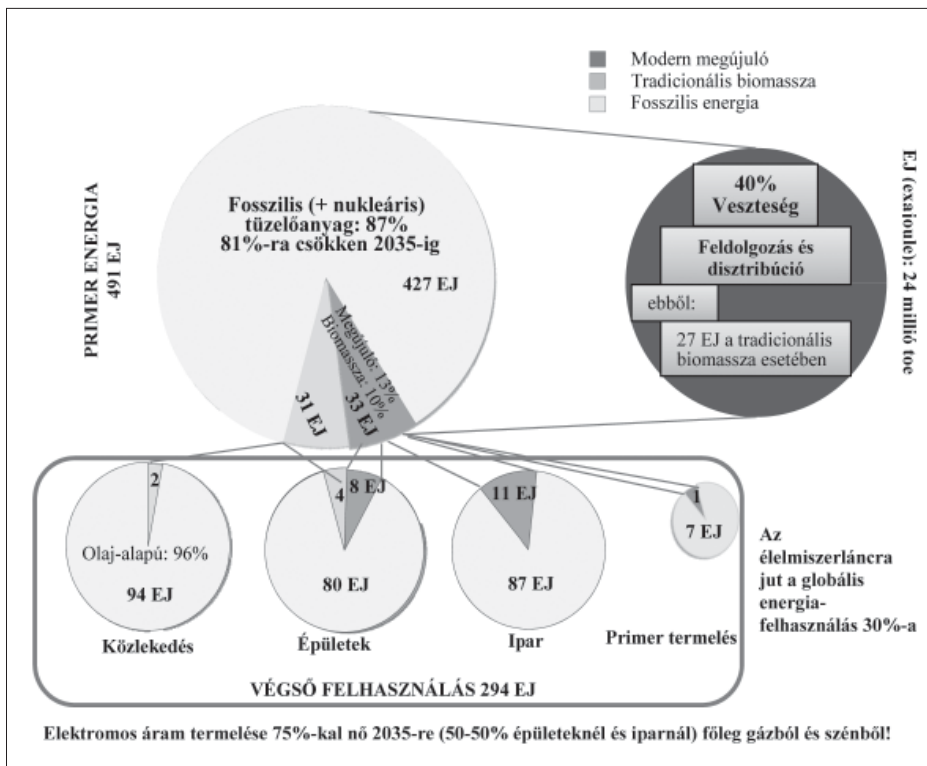 Modern megújuló
Tradicionális biomassza
Fosszilis energia
PRIMER ENERGIA
491 EJ
Fosszilis (+ nukleáris)
tüzelőanyag: 87%
81%-ra csökken 2035-ig
427 EJ
Megújuló: 13%
Biomassza: 10%
31 EJ
33 EJ
40%
Veszteség
Feldolgozás és
disztribúció
ebből:
27 EJ a tradicionális
biomassza esetében
EJ (exaioule): 24 millió toe
2
Olaj-alapú: 96%
94 EJ
Közlekedés
4
8 EJ
80 EJ
Épületek
11 EJ
87 EJ
Ipar
1
7 EJ
Primer termelés
Az
élelmiszerláncra
jut a globális
energia-
felhasználás 30%-a
VÉGSŐ FELHASZNÁLÁS 294 EJ
Elektromos áram termelése 75%-kal nő 2035-re (50-50% épületeknél és iparnál) főleg gázból és szénből!